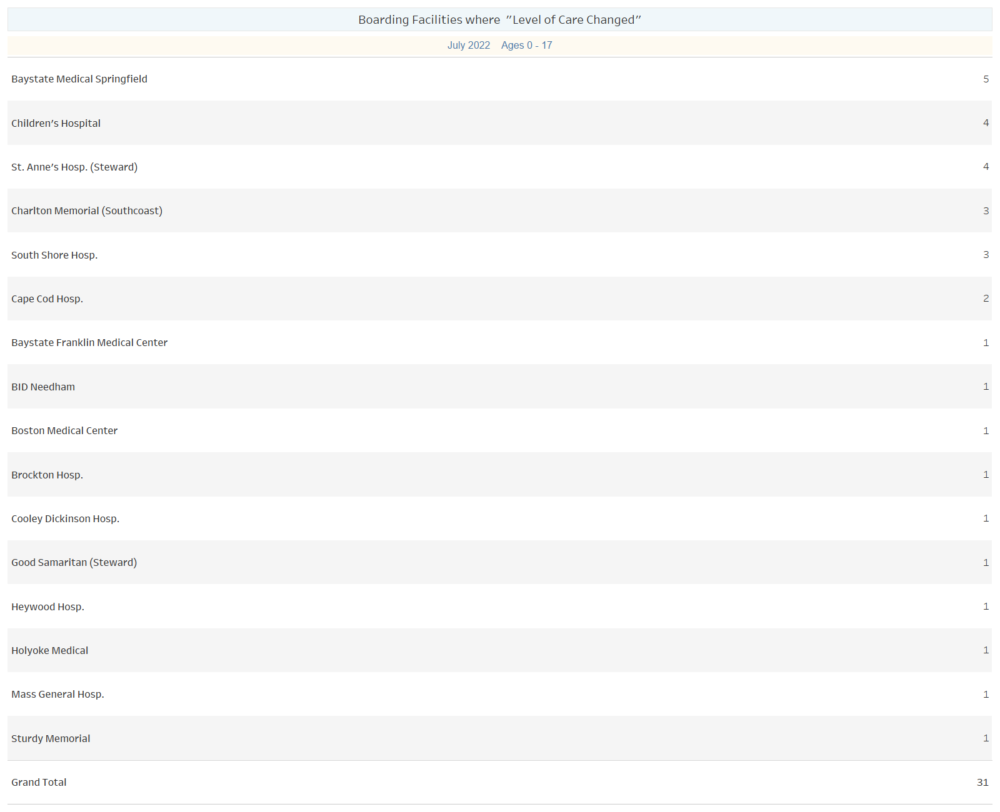 Boarding Facilities where "Level of Care Changed"
July 2022 Ages 0 - 17
Baystate Medical Springfield 5
Children's Hospital 4
St. Anne's Hosp. (Steward) 4
Charlton Memorial (Southcoast) 3
South Shore Hosp. 3
Cape Cod Hosp. 2
Baystate Franklin Medical Center 1
BID Needham 1
Boston Medical Center 1
Brockton Hosp. 1
Cooley Dickinson Hosp. 1
Good Samaritan (Steward) 1
Heywood Hosp. 1
Holyoke Medical 1
Mass General Hosp. 1
Sturdy Memorial 1
Grand Total 31